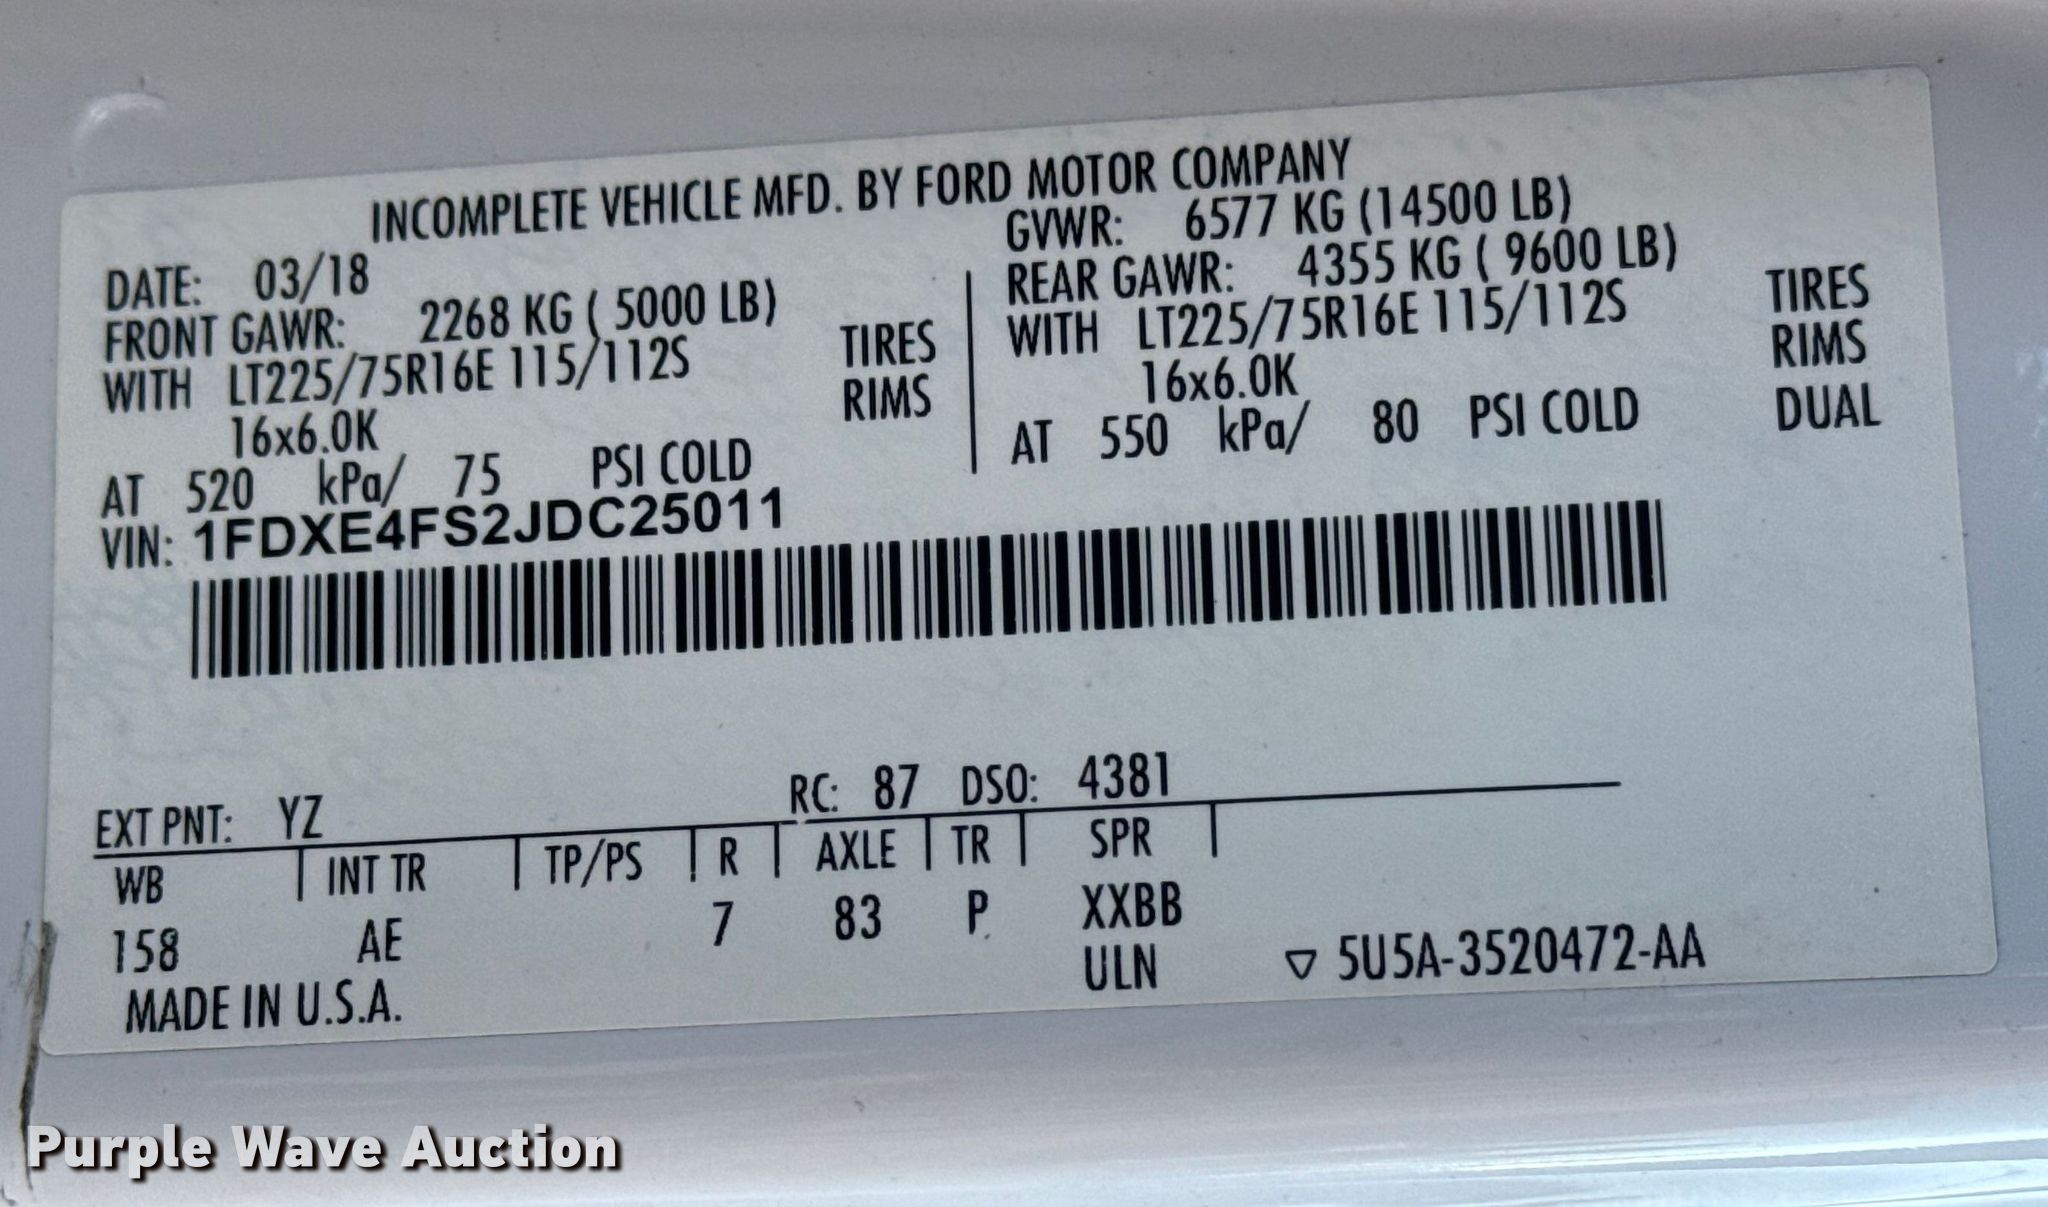 INCOMPLETE VEHICLE MFD. BY FORD MOTOR COMPANY
DATE: 03/18
GVWR: 6577 KG (14500 LB)
FRONT GAWR: 2268 KG ( 5000 LB)
REAR GAWR: 4355 KG ( 9600 LB)
WITH LT225/75R16E 115/112S TIRES
WITH LT225/75R16E 115/112S TIRES
16x6.0K RIMS
16x6.0K RIMS
AT 520 kPa/ 75 PSI COLD
AT 550 kPa/ 80 PSI COLD DUAL
VIN: 1FDXE4FS2JDC25011
EXT PNT: YZ RC: 87 DSO: 4381
WB INT TR TP/PS R AXLE TR SPR
158 AE 7 83 P XXBB
ULN ▽ 5U5A-3520472-AA
MADE IN U.S.A.
Purple Wave Auction